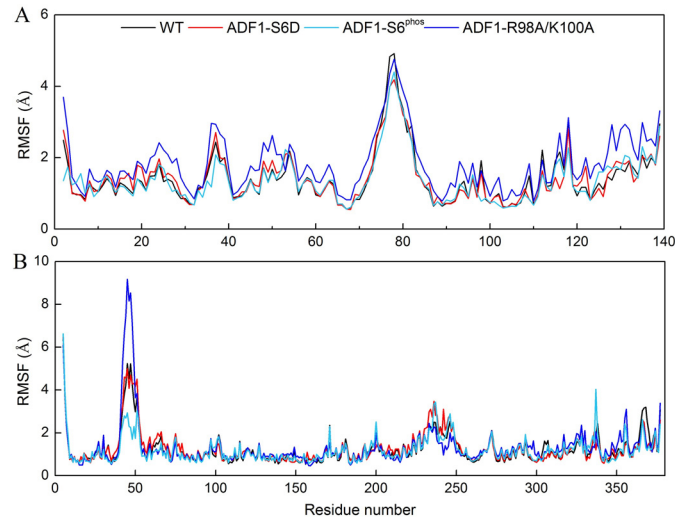 A
WT ADF1-S6D ADF1-S6phos ADF1-R98A/K100A
6
4
2
0
RMSF (Å)
0 20 40 60 80 100 120 140
B
10
8
6
4
2
0
RMSF (Å)
0 50 100 150 200 250 300 350
Residue number